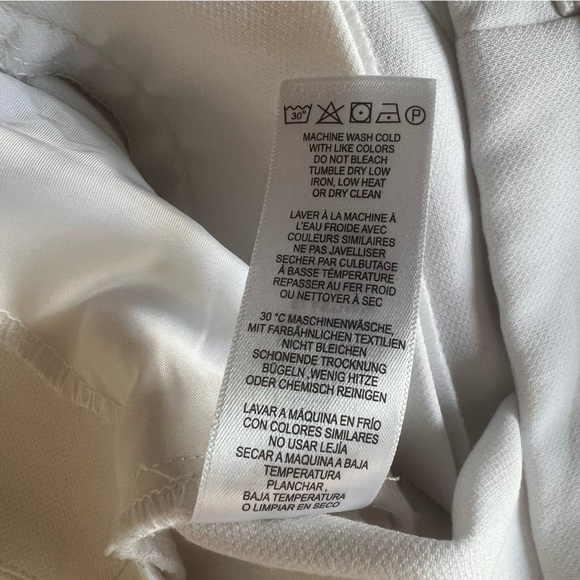 30°
P
MACHINE WASH COLD
WITH LIKE COLORS
DO NOT BLEACH
TUMBLE DRY LOW
IRON, LOW HEAT
OR DRY CLEAN
LAVER À LA MACHINE À
L'EAU FROIDE AVEC
COULEURS SIMILAIRES
NE PAS JAVELLISER
SECHER PAR CULBUTAGE
À BASSE TÉMPÉRATURE
REPASSER AU FER FROID
OU NETTOYER À SEC
30 °C MASCHINENWÄSCHE,
MIT FARBÄHNLICHEN TEXTILIEN
NICHT BLEICHEN
SCHONENDE TROCKNUNG
BÜGELN ,WENIG HITZE
ODER CHEMISCH REINIGEN
LAVAR A MÁQUINA EN FRÍO
CON COLORES SIMILARES
NO USAR LEJÍA
SECAR A MAQUINA A BAJA
TEMPERATURA
PLANCHAR ,
BAJA TEMPERATURA
O LIMPIAR EN SECO